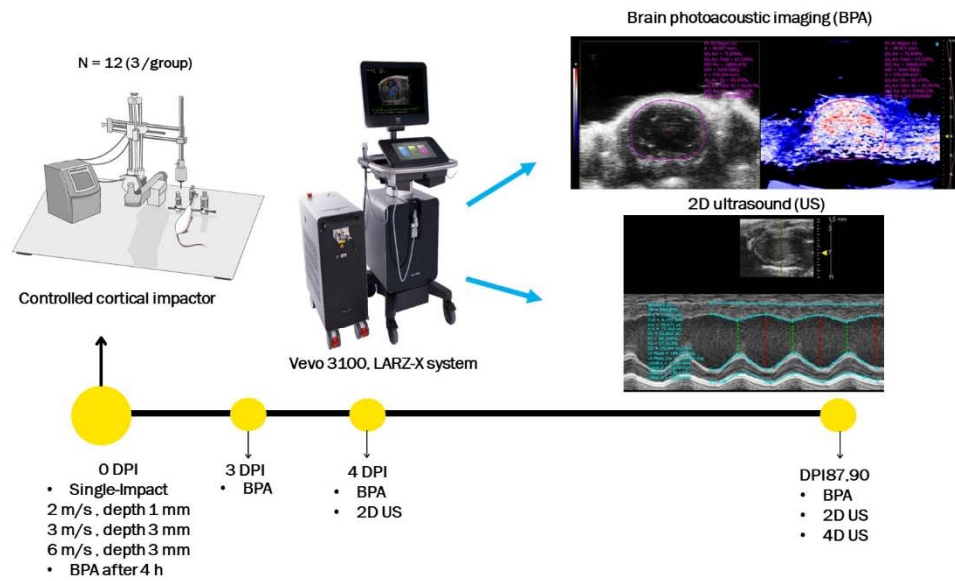 Brain photoacoustic imaging (BPA)
N = 12 (3/group)
2D ultrasound (US)
Controlled cortical impactor
Vevo 3100, LARZ-X system
0 DPI
• Single-Impact
2 m/s , depth 1 mm
3 m/s , depth 3 mm
6 m/s , depth 3 mm
• BPA after 4 h
3 DPI
• BPA
4 DPI
• BPA
• 2D US
DPI87,90
• BPA
• 2D US
• 4D US